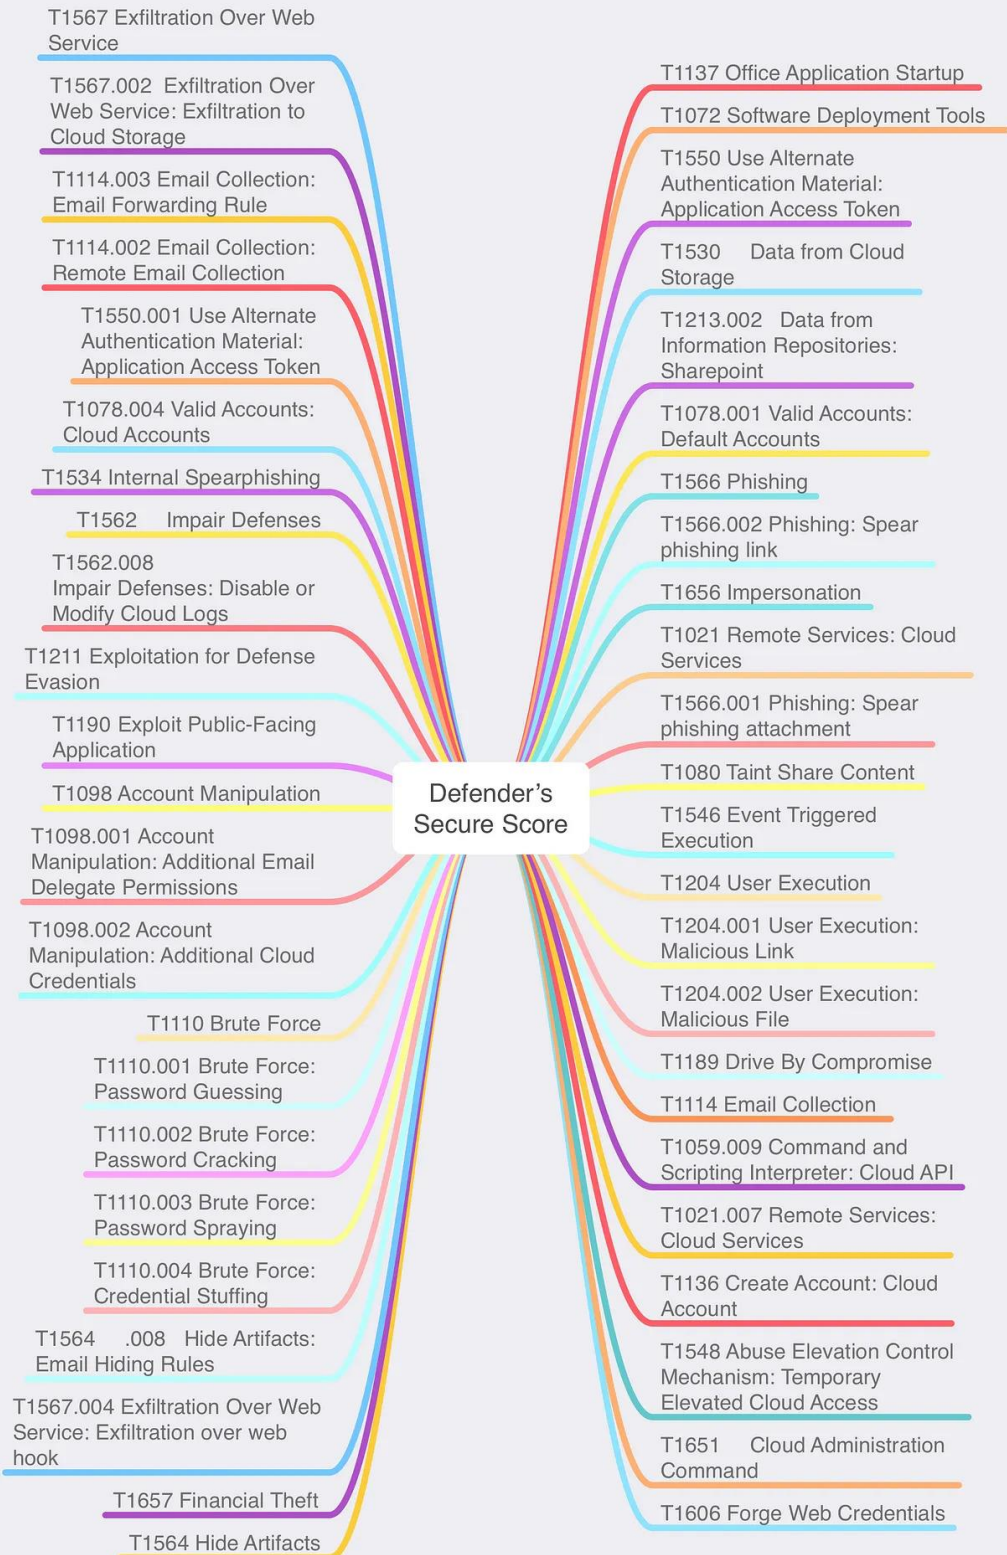 T1567 Exfiltration Over Web
Service
T1567.002 Exfiltration Over
Web Service: Exfiltration to
Cloud Storage
T1114.003 Email Collection:
Email Forwarding Rule
T1114.002 Email Collection:
Remote Email Collection
T1550.001 Use Alternate
Authentication Material:
Application Access Token
T1078.004 Valid Accounts:
Cloud Accounts
T1534 Internal Spearphishing
T1562 Impair Defenses
T1562.008
Impair Defenses: Disable or
Modify Cloud Logs
T1211 Exploitation for Defense
Evasion
T1190 Exploit Public-Facing
Application
T1098 Account Manipulation
T1098.001 Account
Manipulation: Additional Email
Delegate Permissions
T1098.002 Account
Manipulation: Additional Cloud
Credentials
T1110 Brute Force
T1110.001 Brute Force:
Password Guessing
T1110.002 Brute Force:
Password Cracking
T1110.003 Brute Force:
Password Spraying
T1110.004 Brute Force:
Credential Stuffing
T1564 .008 Hide Artifacts:
Email Hiding Rules
T1567.004 Exfiltration Over Web
Service: Exfiltration over web
hook
T1657 Financial Theft
T1564 Hide Artifacts
Defender's
Secure Score
T1137 Office Application Startup
T1072 Software Deployment Tools
T1550 Use Alternate
Authentication Material:
Application Access Token
T1530 Data from Cloud
Storage
T1213.002 Data from
Information Repositories:
Sharepoint
T1078.001 Valid Accounts:
Default Accounts
T1566 Phishing
T1566.002 Phishing: Spear
phishing link
T1656 Impersonation
T1021 Remote Services: Cloud
Services
T1566.001 Phishing: Spear
phishing attachment
T1080 Taint Share Content
T1546 Event Triggered
Execution
T1204 User Execution
T1204.001 User Execution:
Malicious Link
T1204.002 User Execution:
Malicious File
T1189 Drive By Compromise
T1114 Email Collection
T1059.009 Command and
Scripting Interpreter: Cloud API
T1021.007 Remote Services:
Cloud Services
T1136 Create Account: Cloud
Account
T1548 Abuse Elevation Control
Mechanism: Temporary
Elevated Cloud Access
T1651 Cloud Administration
Command
T1606 Forge Web Credentials